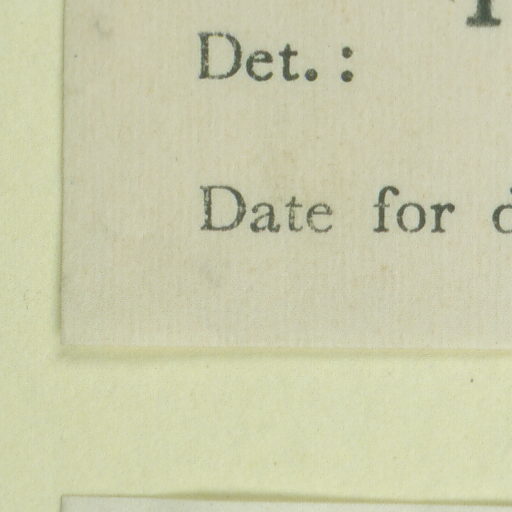 Det. :
Date for